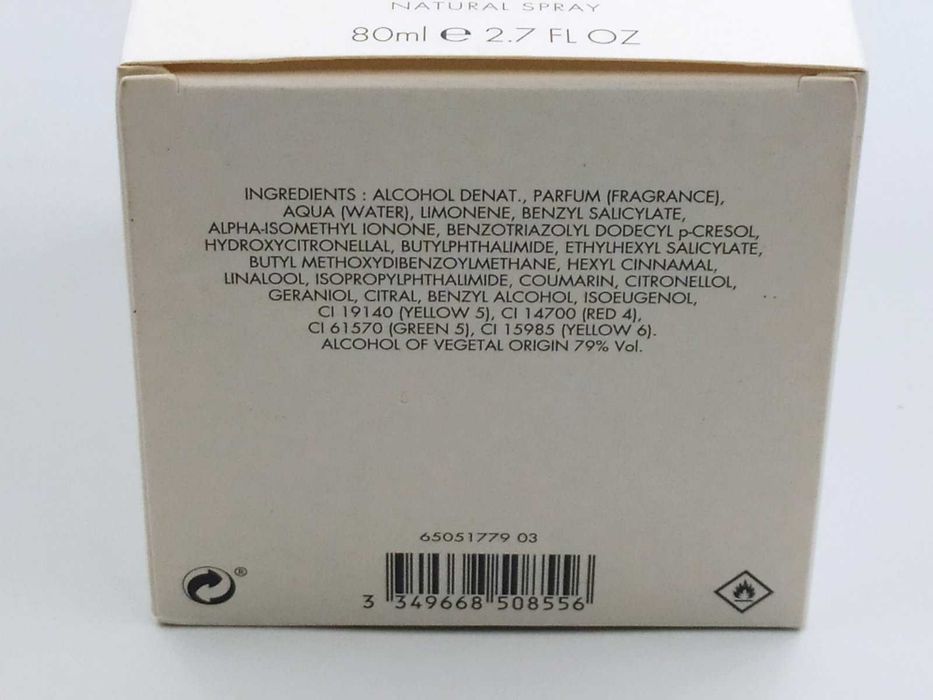 NATURAL SPRAY
80ml e 2.7 FL OZ
INGREDIENTS : ALCOHOL DENAT., PARFUM (FRAGRANCE),
AQUA (WATER), LIMONENE, BENZYL SALICYLATE,
ALPHA-ISOMETHYL IONONE, BENZOTRIAZOLYL DODECYL p-CRESOL,
HYDROXYCITRONELLAL, BUTYLPHTHALIMIDE, ETHYLHEXYL SALICYLATE,
BUTYL METHOXYDIBENZOYLMETHANE, HEXYL CINNAMAL,
LINALOOL, ISOPROPYLPHTHALIMIDE, COUMARIN, CITRONELLOL,
GERANIOL, CITRAL, BENZYL ALCOHOL, ISOEUGENOL,
CI 19140 (YELLOW 5), CI 14700 (RED 4),
CI 61570 (GREEN 5), CI 15985 (YELLOW 6).
ALCOHOL OF VEGETAL ORIGIN 79% Vol.
65051779 03
®
3 349668 508556